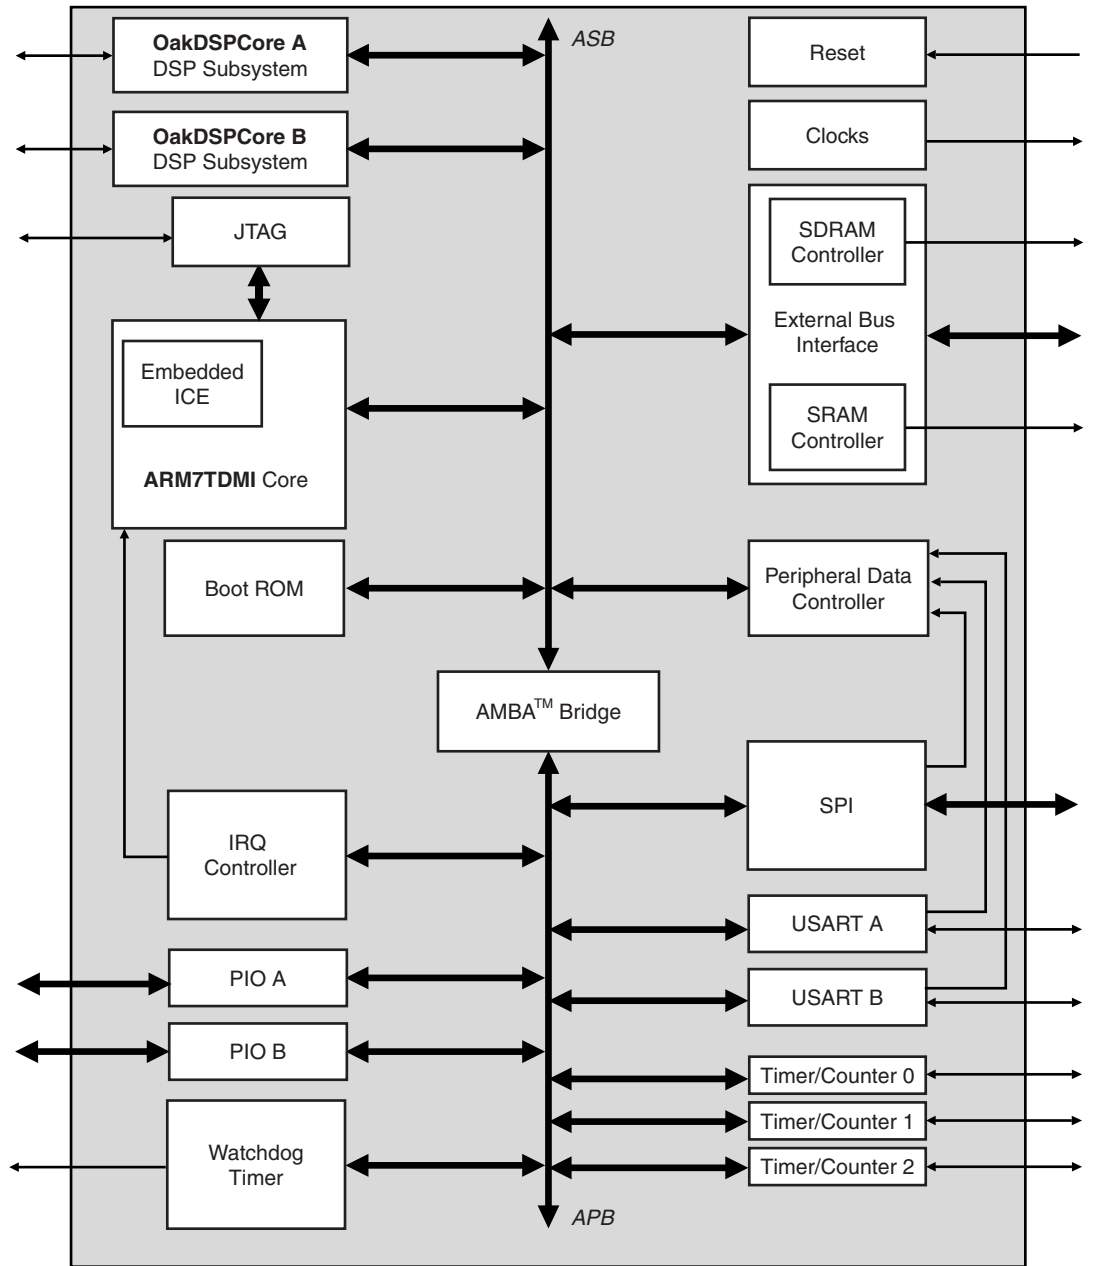 OakDSPCore A
DSP Subsystem
ASB
Reset
OakDSPCore B
DSP Subsystem
Clocks
JTAG
SDRAM
Controller
External Bus
Interface
SRAM
Controller
Embedded
ICE
ARM7TDMI Core
Boot ROM
Peripheral Data
Controller
AMBA™ Bridge
IRQ
Controller
SPI
USART A
PIO A
USART B
PIO B
Timer/Counter 0
Timer/Counter 1
Watchdog
Timer
Timer/Counter 2
APB